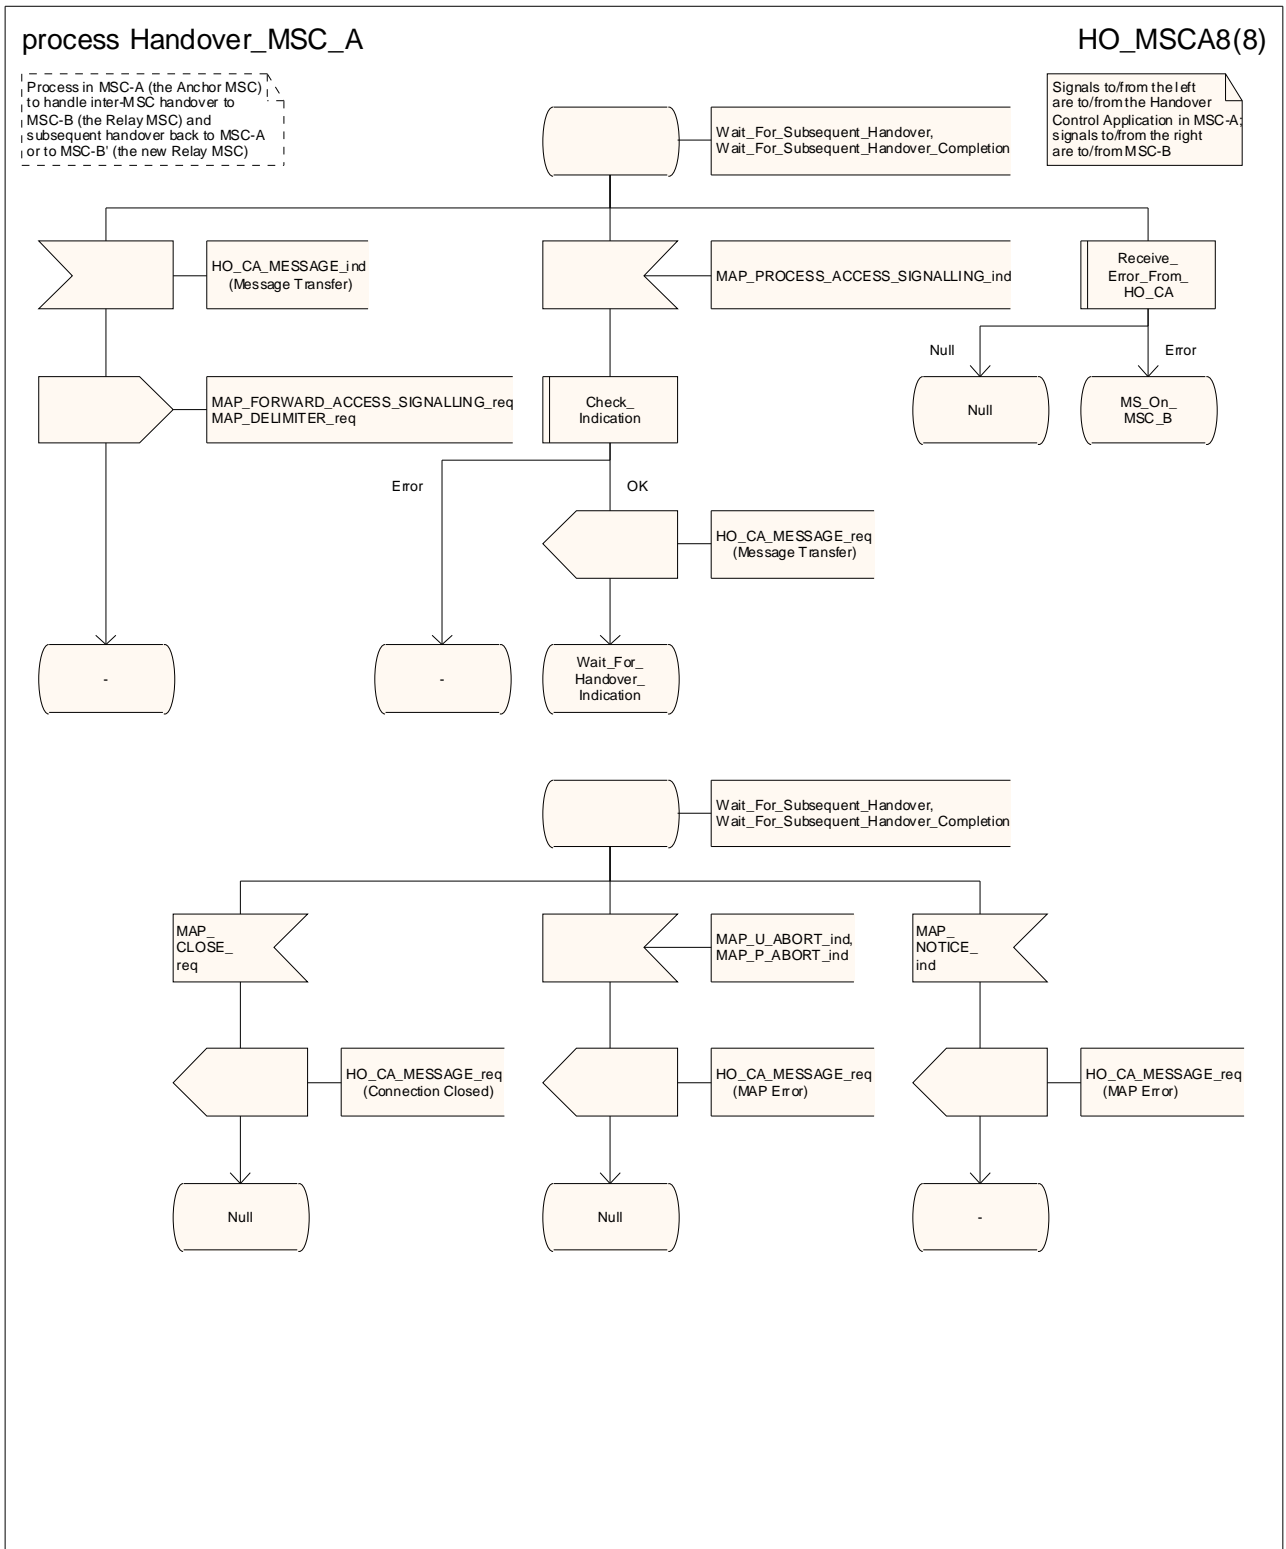 process Handover_MSC_A
HO_MSCA8(8)
Process in MSC-A (the Anchor MSC)
to handle inter-MSC handover to
MSC-B (the Relay MSC) and
subsequent handover back to MSC-A
or to MSC-B' (the new Relay MSC)
Signals to/from the left
are to/from the Handover
Control Application in MSC-A;
signals to/from the right
are to/from MSC-B
Wait_For_Subsequent_Handover,
Wait_For_Subsequent_Handover_Completion
HO_CA_MESSAGE_ind
(Message Transfer)
MAP_PROCESS_ACCESS_SIGNALLING_ind
Receive_
Error_From_
HO_CA
Null
Error
MAP_FORWARD_ACCESS_SIGNALLING_req
MAP_DELIMITER_req
Check_
Indication
Null
MS_On_
MSC_B
Error
OK
HO_CA_MESSAGE_req
(Message Transfer)
-
-
Wait_For_
Handover_
Indication
Wait_For_Subsequent_Handover,
Wait_For_Subsequent_Handover_Completion
MAP_
CLOSE_
req
MAP_U_ABORT_ind,
MAP_P_ABORT_ind
MAP_
NOTICE_
ind
HO_CA_MESSAGE_req
(Connection Closed)
HO_CA_MESSAGE_req
(MAP Error)
HO_CA_MESSAGE_req
(MAP Error)
Null
Null
-